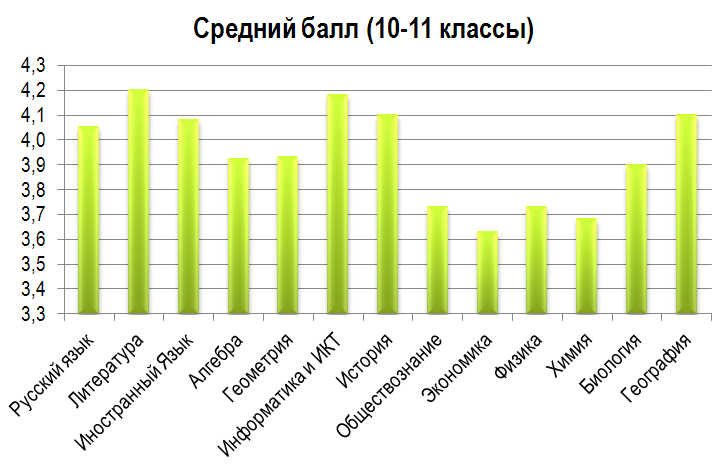 Средний балл (10-11 классы)
4,3
4,2
4,1
4,0
3,9
3,8
3,7
3,6
3,5
3,4
3,3
Русский язык
Литература
Иностранный Язык
Алгебра
Геометрия
Информатика и ИКТ
История
Обществознание
Экономика
Физика
Химия
Биология
География